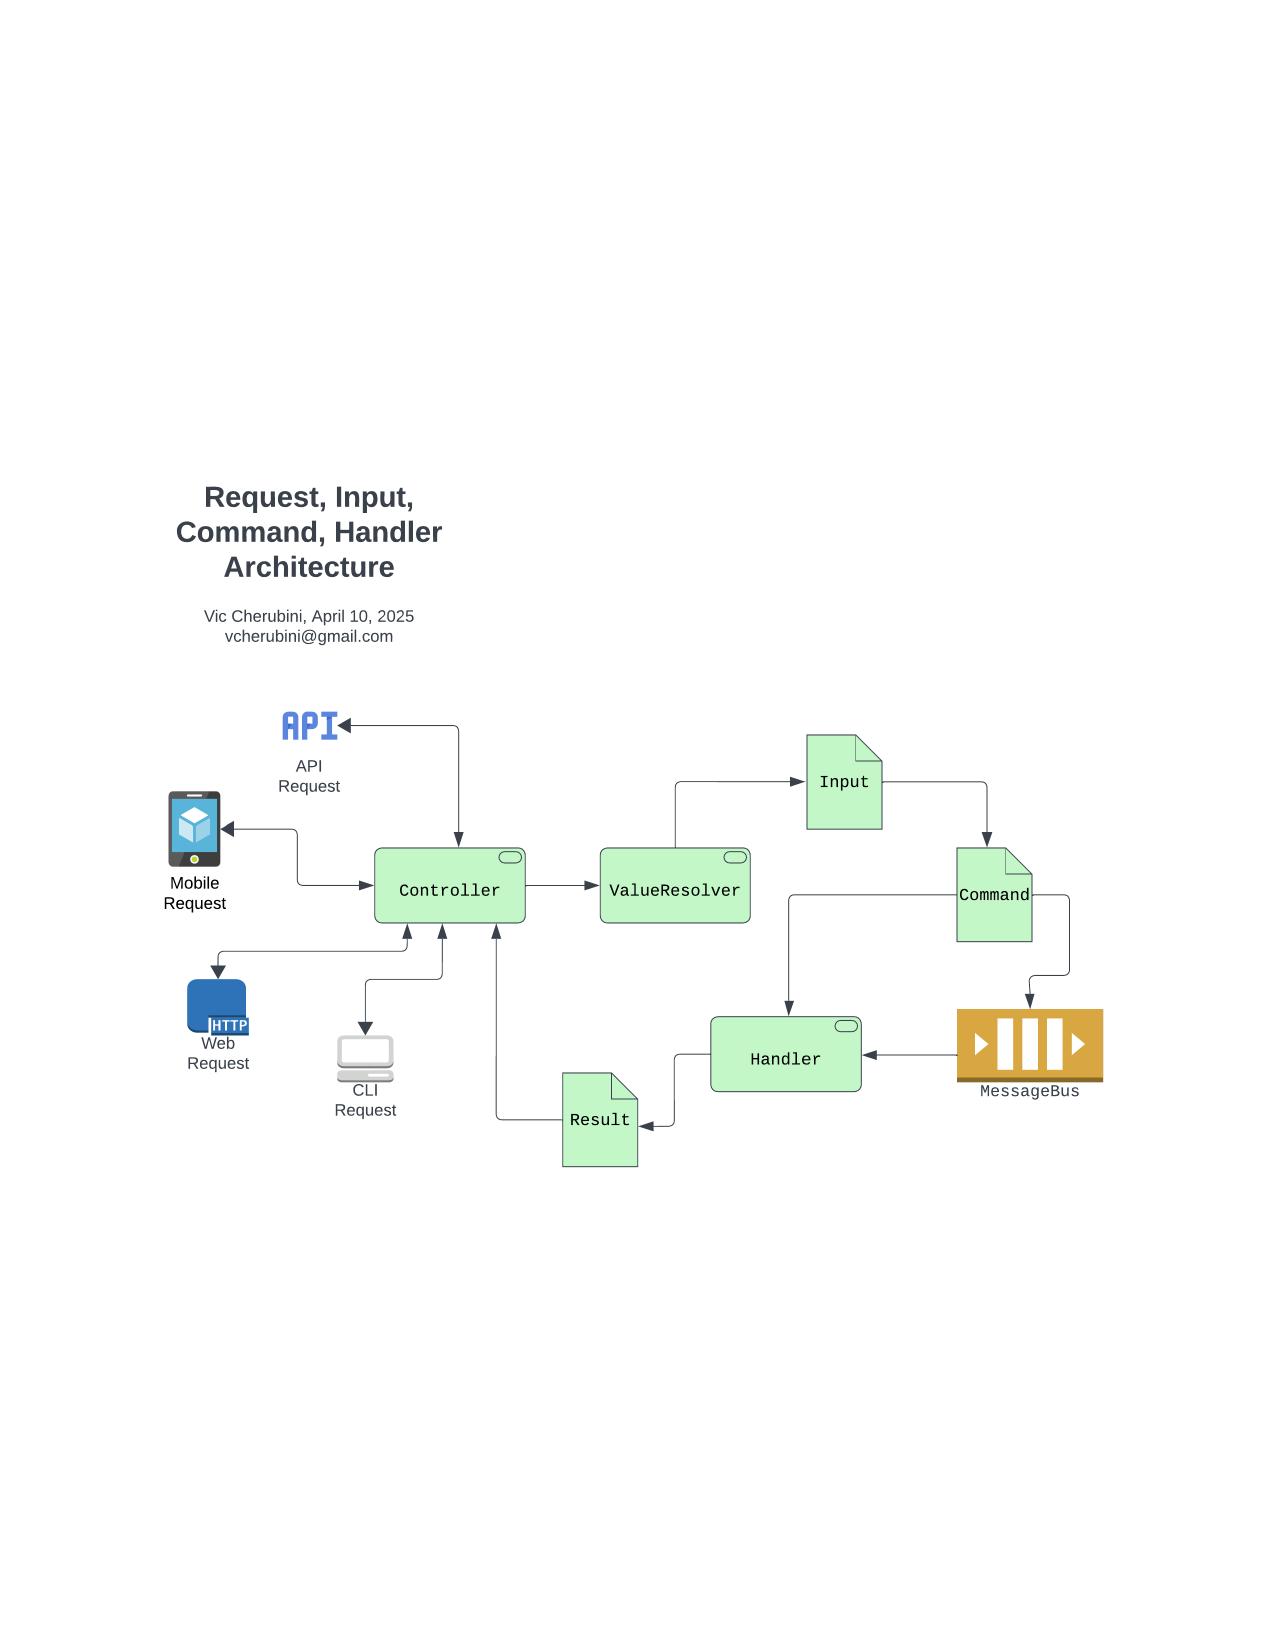 Request, Input,
Command, Handler
Architecture
Vic Cherubini, April 10, 2025
vcherubini@gmail.com
API
API
Request
Mobile
Request
Input
Controller
ValueResolver
Command
HTTP
Web
Request
CLI
Request
Handler
MessageBus
Result